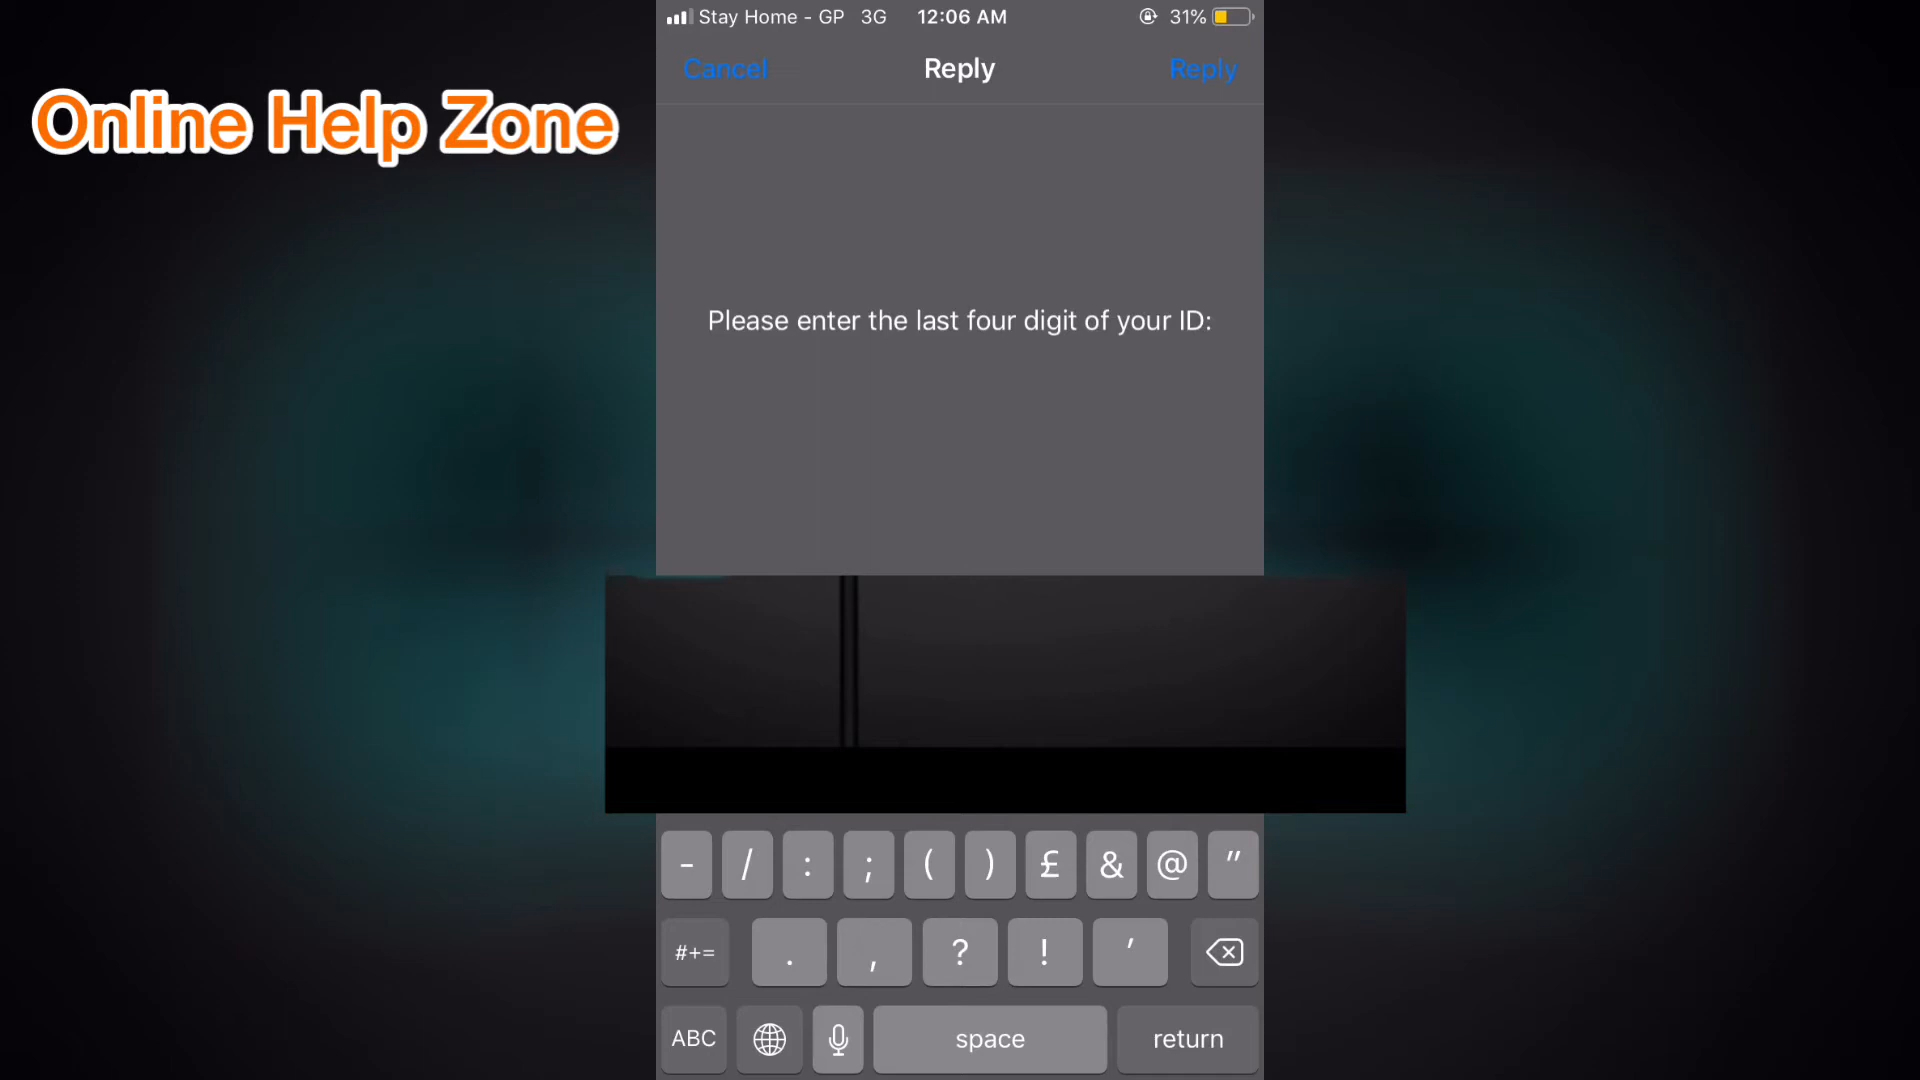 Stay Home - GP 3G 12:06 AM 31%
Cancel Reply Reply
Online Help Zone
Please enter the last four digit of your ID:
- / : ; ( ) £ & @ "
#+= . , ? ! '
ABC space return